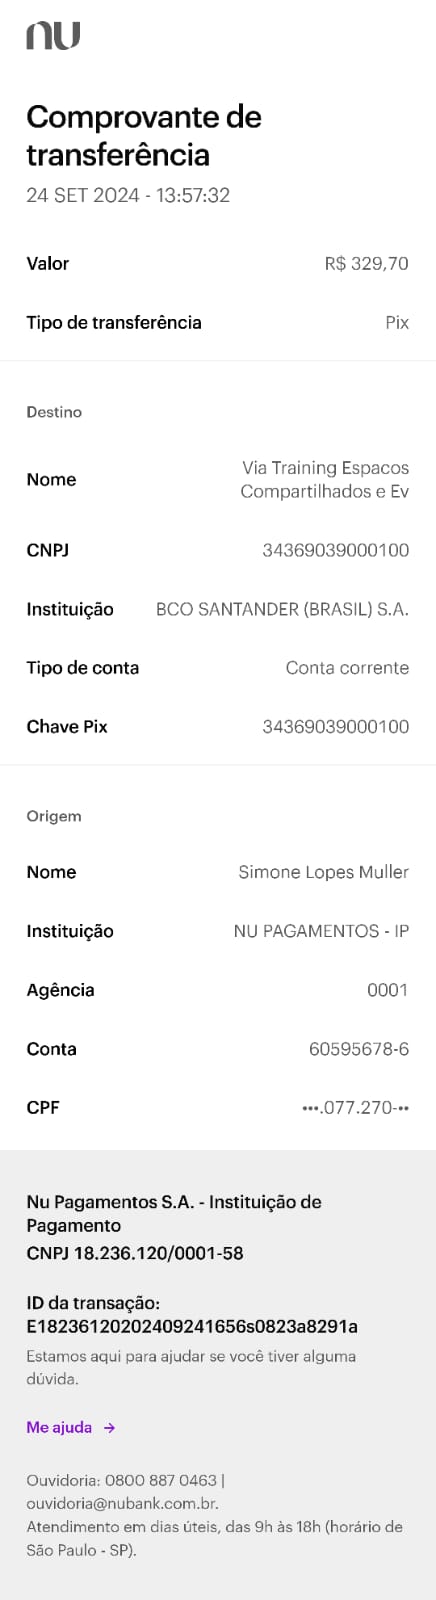 nu
Comprovante de
transferência
24 SET 2024 - 13:57:32
Valor R$ 329,70
Tipo de transferência Pix
Destino
Nome Via Training Espacos
Compartilhados e Ev
CNPJ 34369039000100
Instituição BCO SANTANDER (BRASIL) S.A.
Tipo de conta Conta corrente
Chave Pix 34369039000100
Origem
Nome Simone Lopes Muller
Instituição NU PAGAMENTOS - IP
Agência 0001
Conta 60595678-6
CPF •••.077.270-••
Nu Pagamentos S.A. - Instituição de
Pagamento
CNPJ 18.236.120/0001-58
ID da transação:
E18236120202409241656s0823a8291a
Estamos aqui para ajudar se você tiver alguma
dúvida.
Me ajuda →
Ouvidoria: 0800 887 0463 |
ouvidoria@nubank.com.br.
Atendimento em dias úteis, das 9h às 18h (horário de
São Paulo - SP).